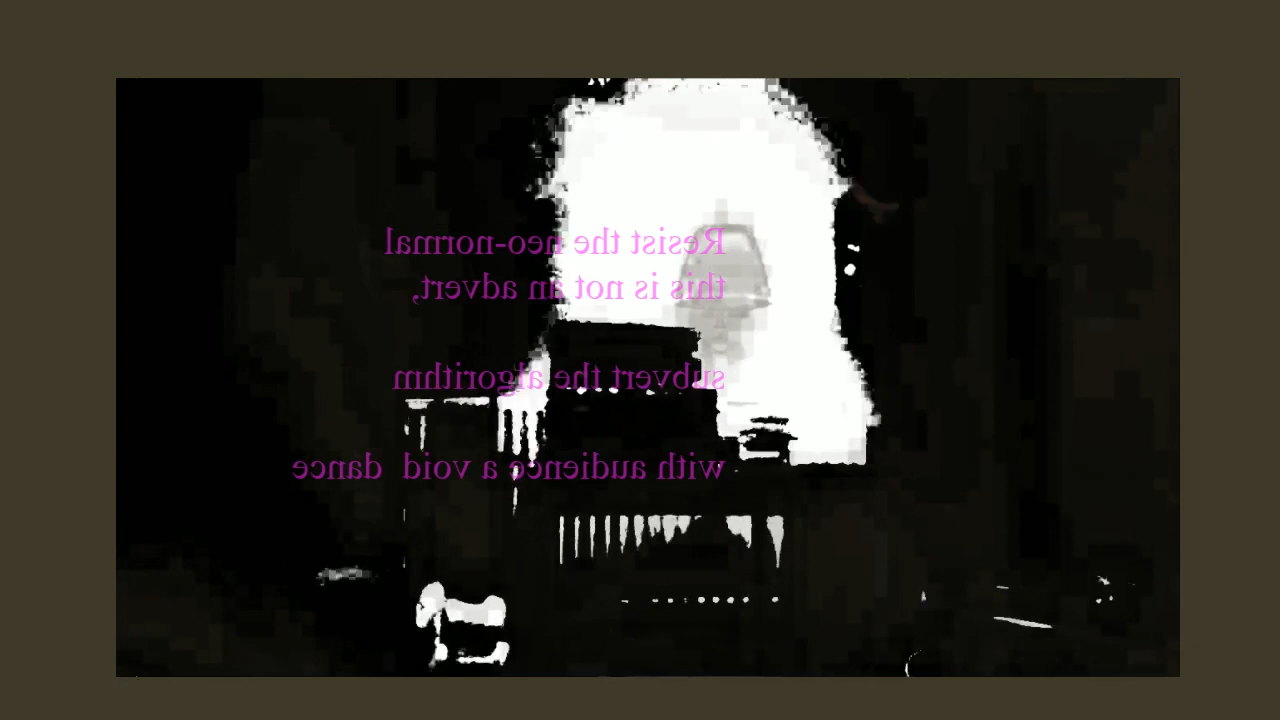 Resist the neo-normal
this is not an advert,
subvert the algorithm
with audience a void  dance